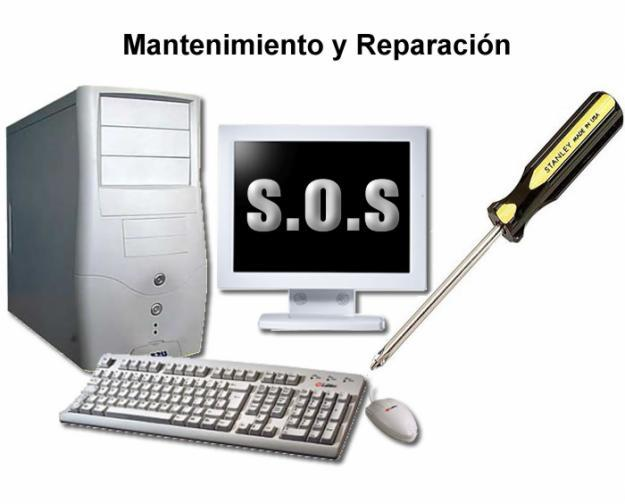 Mantenimiento y Reparación
STANLEY MADE IN USA
S.O.S